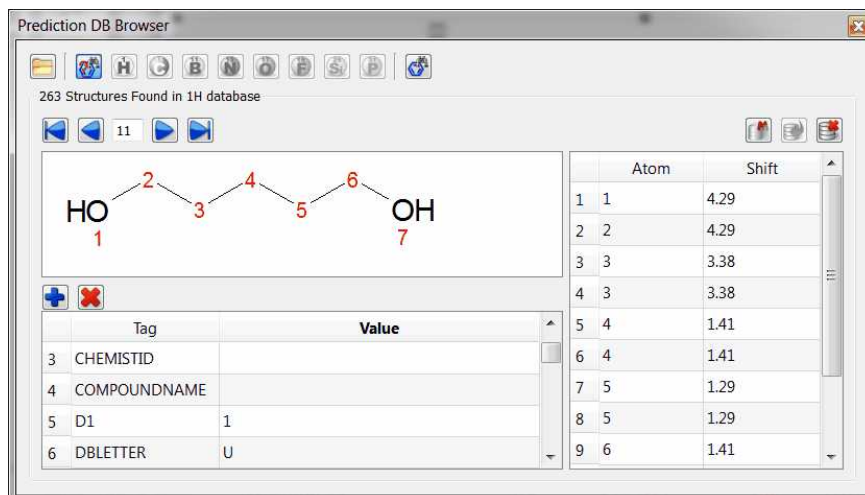 Prediction DB Browser
H C B N O F Si P
263 Structures Found in 1H database
11
2 4 6
HO 3 5 OH
1 7
Tag Value
3 CHEMISTID
4 COMPOUNDNAME
5 D1 1
6 DBLETTER U
Atom Shift
1 1 4.29
2 2 4.29
3 3 3.38
4 3 3.38
5 4 1.41
6 4 1.41
7 5 1.29
8 5 1.29
9 6 1.41